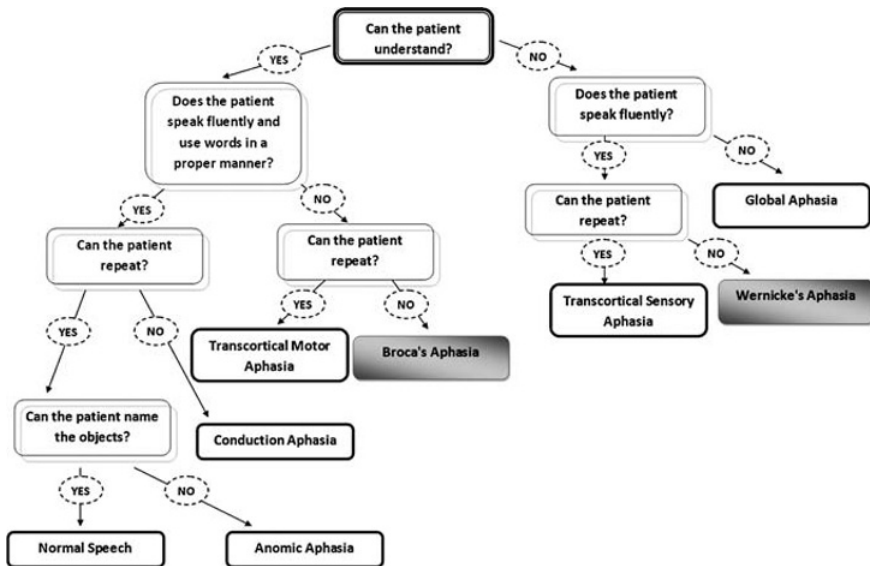 Can the patient
understand?
YES
NO
Does the patient
speak fluently and
use words in a
proper manner?
Does the patient
speak fluently?
YES
NO
YES
NO
Can the patient
repeat?
Can the patient
repeat?
Can the patient
repeat?
Global Aphasia
YES
NO
YES
NO
YES
NO
Transcortical Motor
Aphasia
Broca's Aphasia
Transcortical Sensory
Aphasia
Wernicke's Aphasia
Can the patient name
the objects?
Conduction Aphasia
YES
NO
Normal Speech
Anomic Aphasia